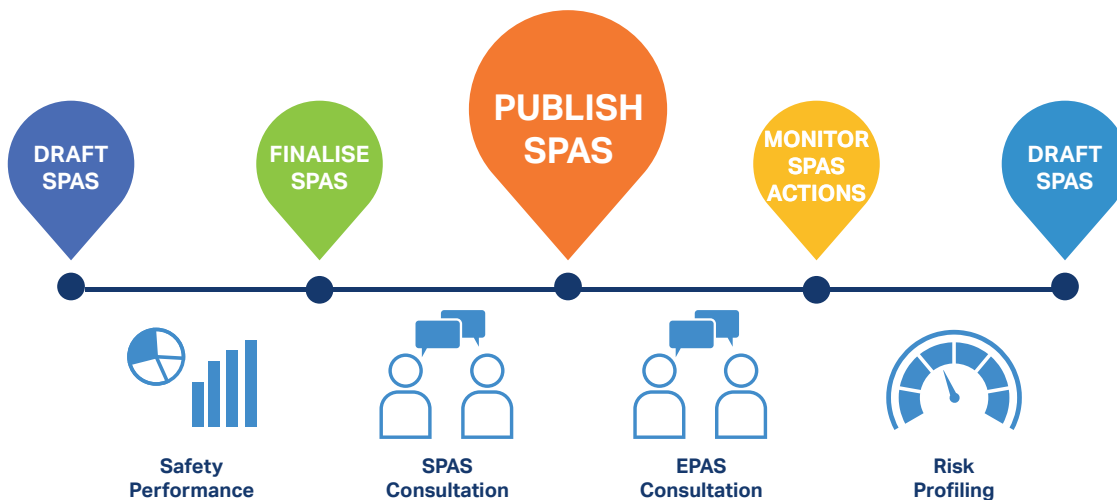 DRAFT
SPAS
FINALISE
SPAS
PUBLISH
SPAS
MONITOR
SPAS
ACTIONS
DRAFT
SPAS
Safety
Performance
SPAS
Consultation
EPAS
Consultation
Risk
Profiling